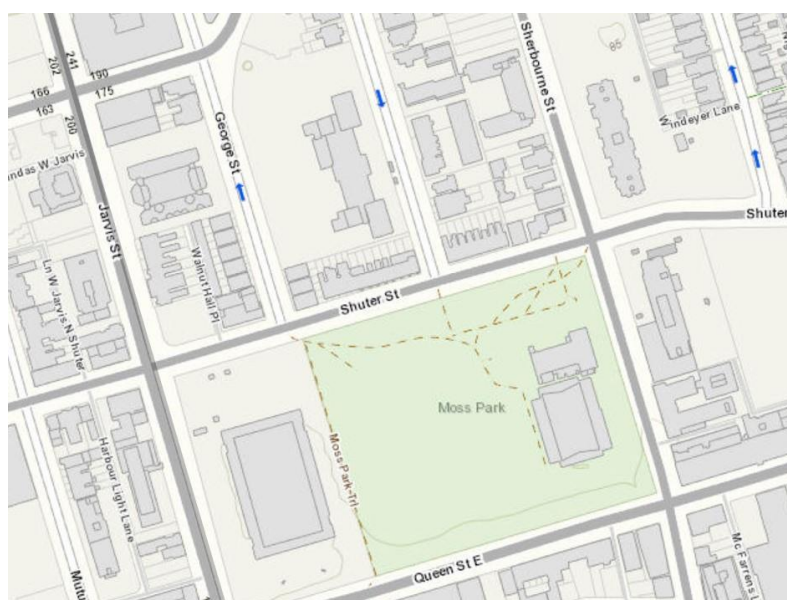 241
202
190
175
166
163
200
Sherbourne St
85
Windeyer Lane
George St
Jarvis St
ndas W Jarvis
Shuter
Walnut Hall Pl
Ln W Jarvis N Shuter
Shuter St
Moss Park
Moss Park Trl
Harbour Light Lane
Queen St E
Mutu
Mc Farrens L